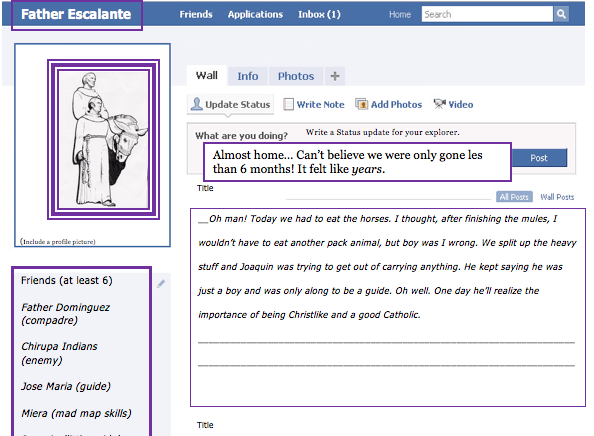 Father Escalante
Friends Applications Inbox (1) Home Search
Wall Info Photos +
Update Status Write Note Add Photos Video
What are you doing? Write a Status update for your explorer.
Almost home... Can't believe we were only gone les
than 6 months! It felt like years.
Post
Title
All Posts Wall Posts
(Include a profile picture)
__Oh man! Today we had to eat the horses. I thought, after finishing the mules, I
wouldn't have to eat another pack animal, but boy was I wrong. We split up the heavy
stuff and Joaquin was trying to get out of carrying anything. He kept saying he was
just a boy and was only along to be a guide. Oh well. One day he'll realize the
importance of being Christlike and a good Catholic.
Friends (at least 6)
Father Dominguez
(compadre)
Chirupa Indians
(enemy)
Jose Maria (guide)
Miera (mad map skills)
Title